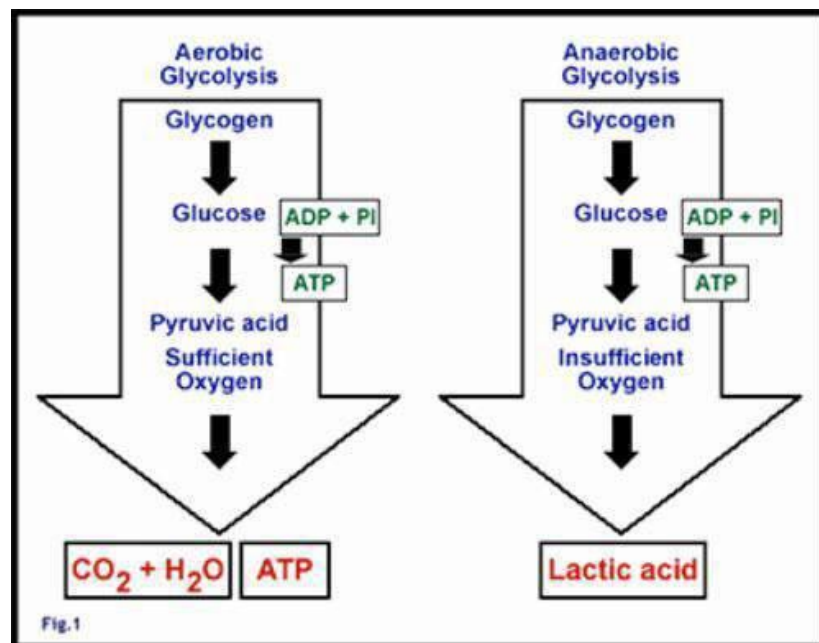 Aerobic
Glycolysis
Glycogen
Glucose
ADP + PI
ATP
Pyruvic acid
Sufficient
Oxygen
CO2 + H2O
ATP
Anaerobic
Glycolysis
Glycogen
Glucose
ADP + PI
ATP
Pyruvic acid
Insufficient
Oxygen
Lactic acid
Fig.1